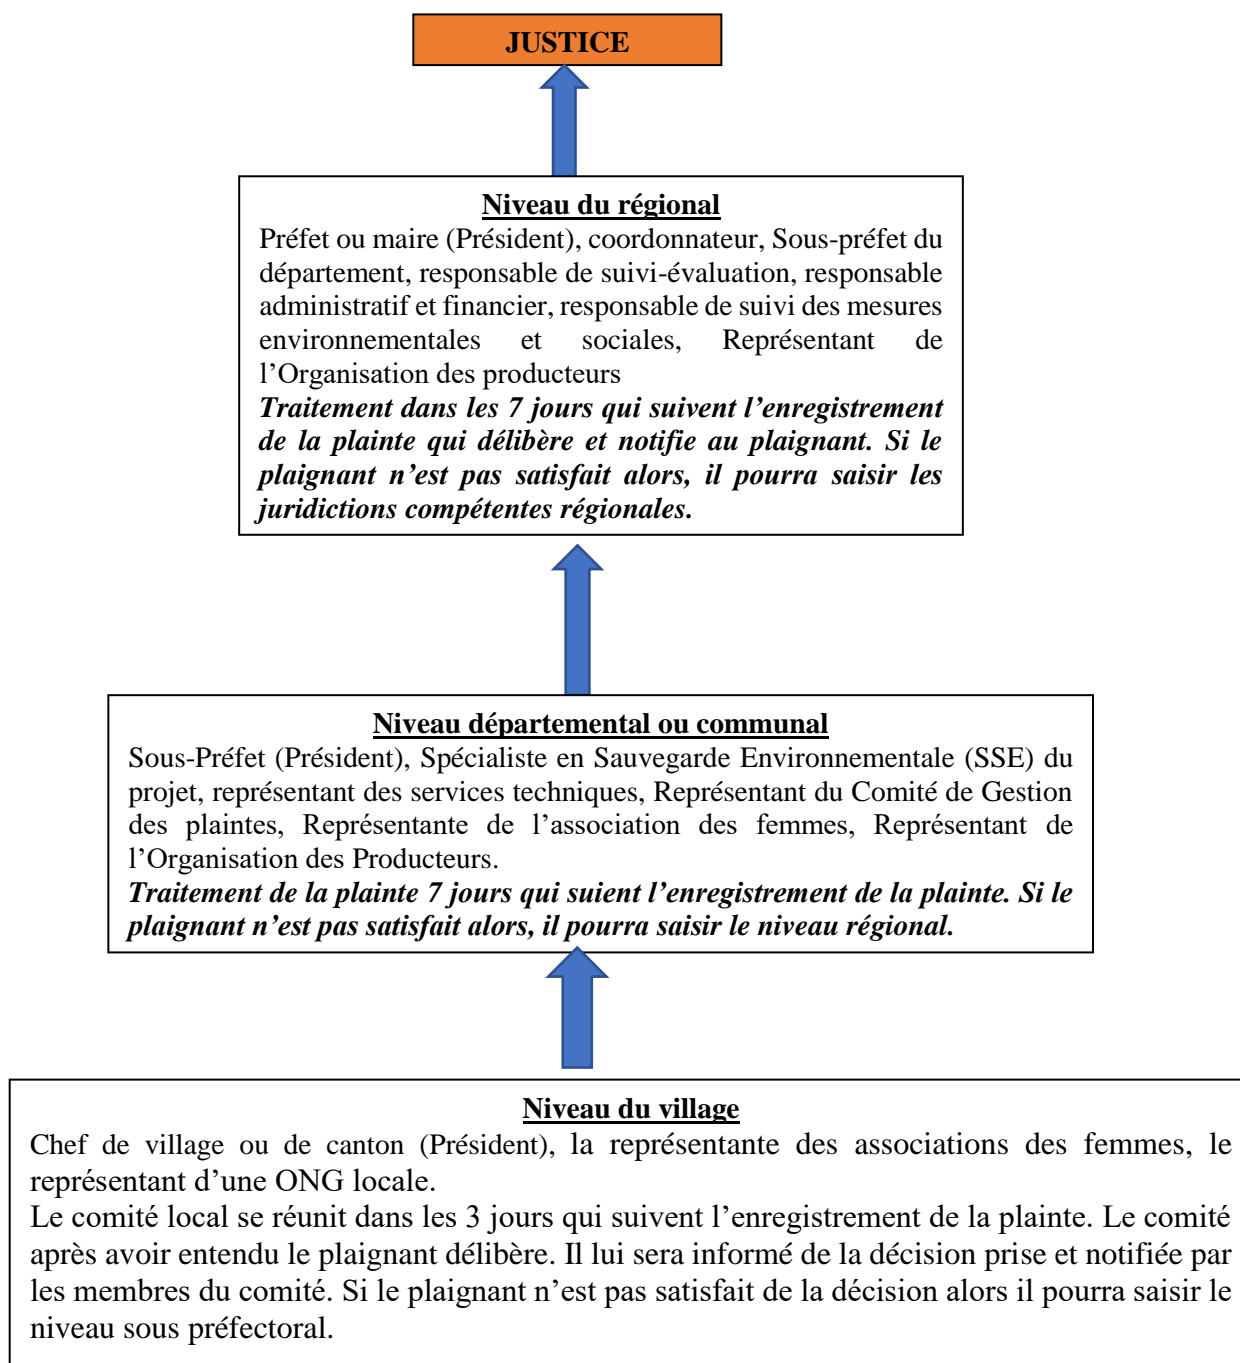 JUSTICE
Niveau du régional
Préfet ou maire (Président), coordonnateur, Sous-préfet du
département, responsable de suivi-évaluation, responsable
administratif et financier, responsable de suivi des mesures
environnementales et sociales, Représentant de
l’Organisation des producteurs
Traitement dans les 7 jours qui suivent l’enregistrement
de la plainte qui délibère et notifie au plaignant. Si le
plaignant n’est pas satisfait alors, il pourra saisir les
juridictions compétentes régionales.
Niveau départemental ou communal
Sous-Préfet (Président), Spécialiste en Sauvegarde Environnementale (SSE) du
projet, représentant des services techniques, Représentant du Comité de Gestion
des plaintes, Représentante de l’association des femmes, Représentant de
l’Organisation des Producteurs.
Traitement de la plainte 7 jours qui suient l’enregistrement de la plainte. Si le
plaignant n’est pas satisfait alors, il pourra saisir le niveau régional.
Niveau du village
Chef de village ou de canton (Président), la représentante des associations des femmes, le
représentant d’une ONG locale.
Le comité local se réunit dans les 3 jours qui suivent l’enregistrement de la plainte. Le comité
après avoir entendu le plaignant délibère. Il lui sera informé de la décision prise et notifiée par
les membres du comité. Si le plaignant n’est pas satisfait de la décision alors il pourra saisir le
niveau sous préfectoral.